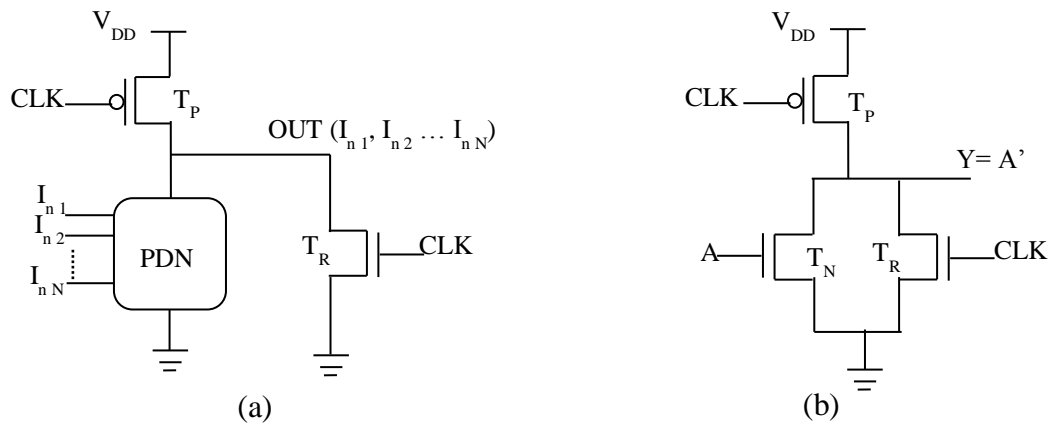 V_DD
CLK
T_P
OUT (I_n 1, I_n 2 ... I_n N)
I_n 1
I_n 2
I_n N
PDN
T_R
CLK
(a)
V_DD
CLK
T_P
Y= A’
A
T_N
T_R
CLK
(b)